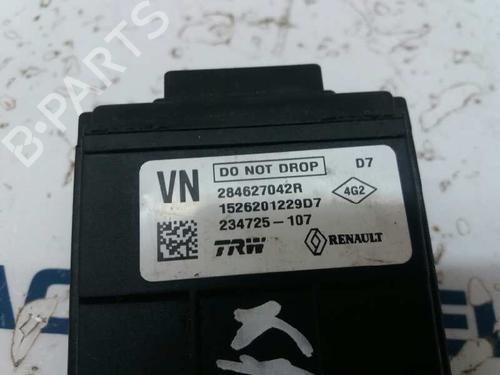 B-PARTS
VN
DO NOT DROP
D7
284627042R
4G2
1526201229D7
234725-107
TRW
RENAULT